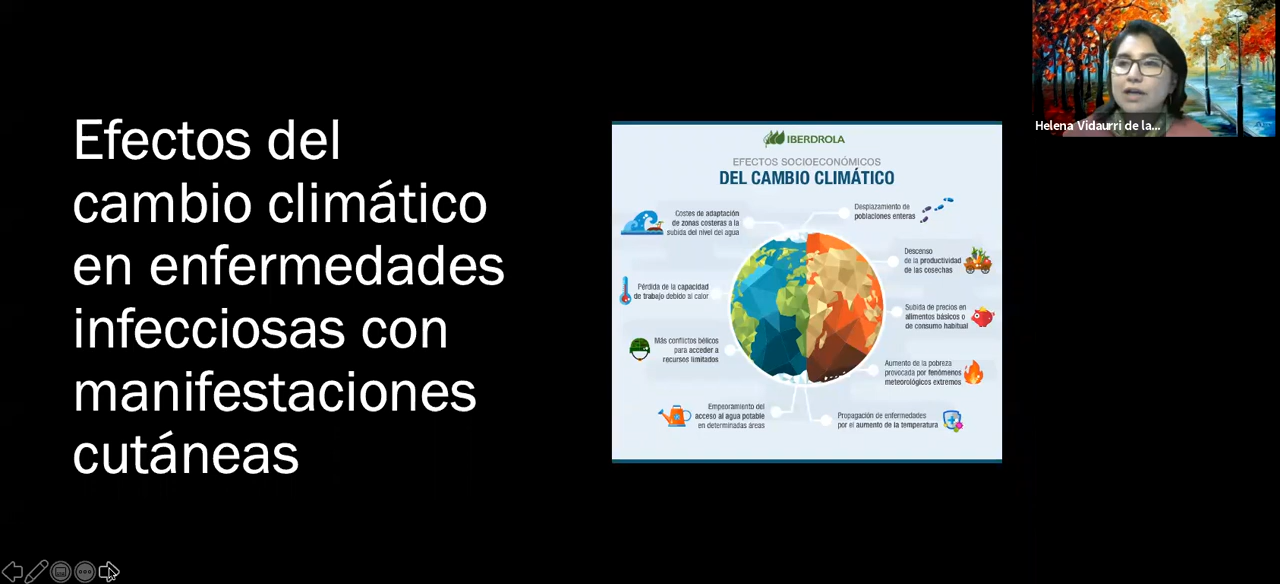 Efectos del
cambio climático
en enfermedades
infecciosas con
manifestaciones
cutáneas
IBERDROLA
EFECTOS SOCIOECONÓMICOS
DEL CAMBIO CLIMÁTICO
Costes de adaptación
de zonas costeras a la
subida del nivel del agua
Pérdida de la capacidad
de trabajo debido al calor
Más conflictos bélicos
para acceder a
recursos limitados
Empeoramiento del
acceso al agua potable
en determinadas áreas
Desplazamiento de
poblaciones enteras
Descenso
de la productividad
de las cosechas
Subida de precios en
alimentos básicos o
de consumo habitual
Aumento de la pobreza
provocada por fenómenos
meteorológicos extremos
Propagación de enfermedades
por el aumento de la temperatura
Helena Vidaurri de la...